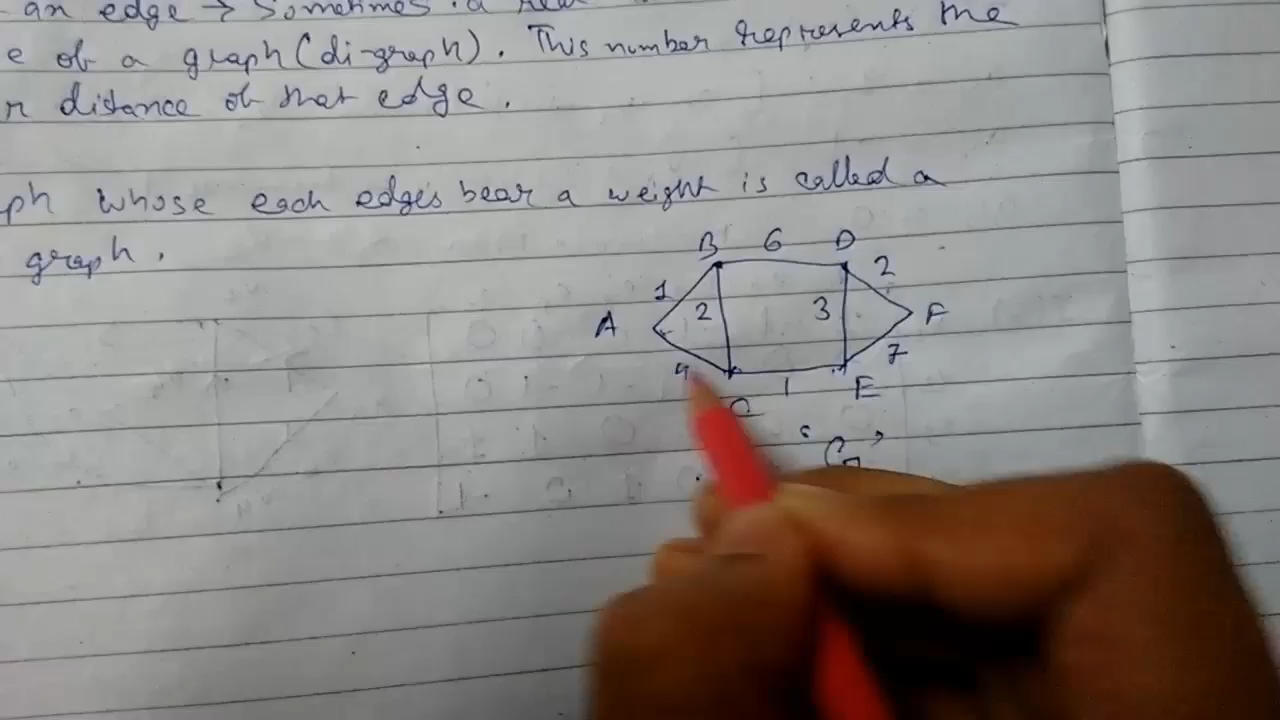 an edge → Sometimes a
e of a graph (di-graph). This number represents the
r distance of that edge.
ph whose each edges bear a weight is called a
graph.
B 6 D
1 2
2 3
A F
4 7
1 E
C
"G"